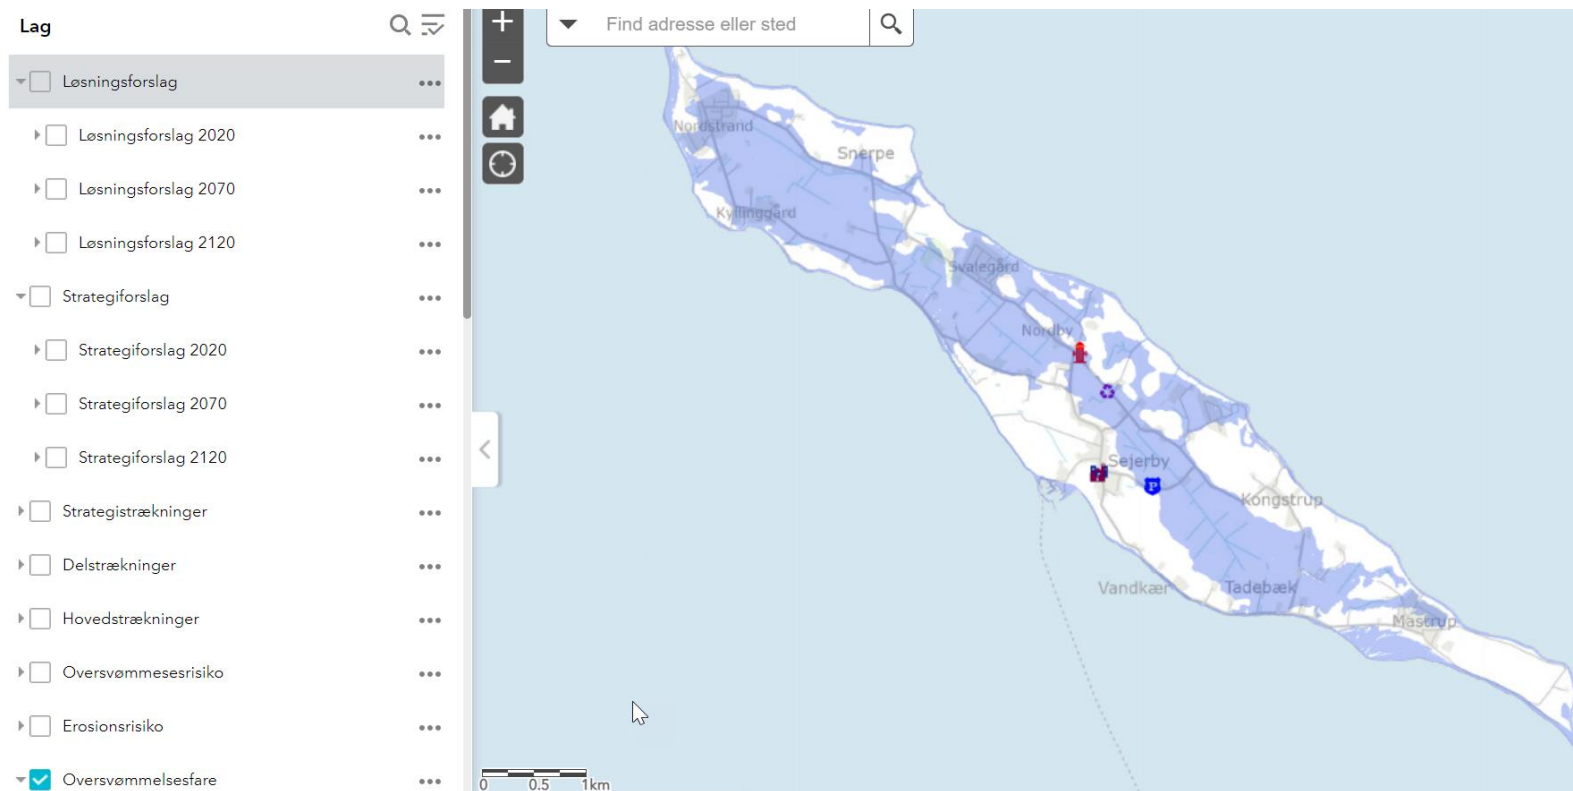 Lag
Løsningsforslag
Løsningsforslag 2020
Løsningsforslag 2070
Løsningsforslag 2120
Strategiforslag
Strategiforslag 2020
Strategiforslag 2070
Strategiforslag 2120
Strategistrækninger
Delstrækninger
Hovedstrækninger
Oversvømmesesrisiko
Erosionsrisiko
Oversvømmelsesfare
Find adresse eller sted
Nordstrand
Snerpe
Kyllinggård
Svalegård
Nordby
Sejerby
P
Kongstrup
Vandkær
Tadebæk
Mastrup
0 0.5 1km